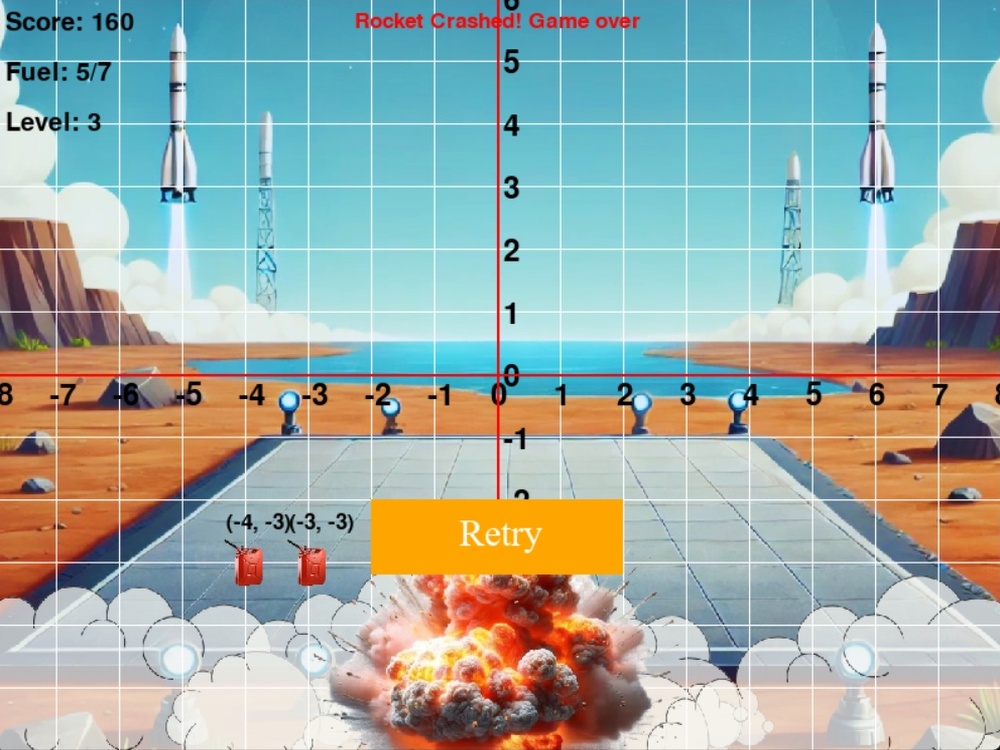 Score: 160
Rocket Crashed! Game over
6
5
Fuel: 5/7
Level: 3
4
3
2
1
0
8 -7 -6 -5 -4 -3 -2 -1 0 1 2 3 4 5 6 7 8
-1
-2
(-4, -3)(-3, -3)
Retry